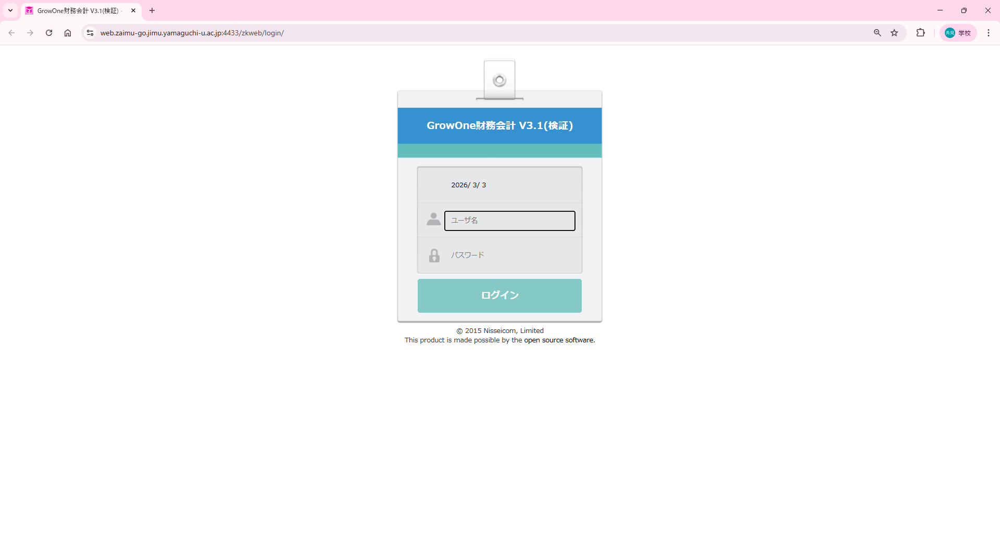 GrowOne財務会計 V3.1(検証) -
web.zaimu-go.jimu.yamaguchi-u.ac.jp:4433/zkweb/login/
秀晃 学校
GrowOne財務会計 V3.1(検証)
2026/ 3/ 3
ユーザ名
パスワード
ログイン
© 2015 Nisseicom, Limited
This product is made possible by the open source software.